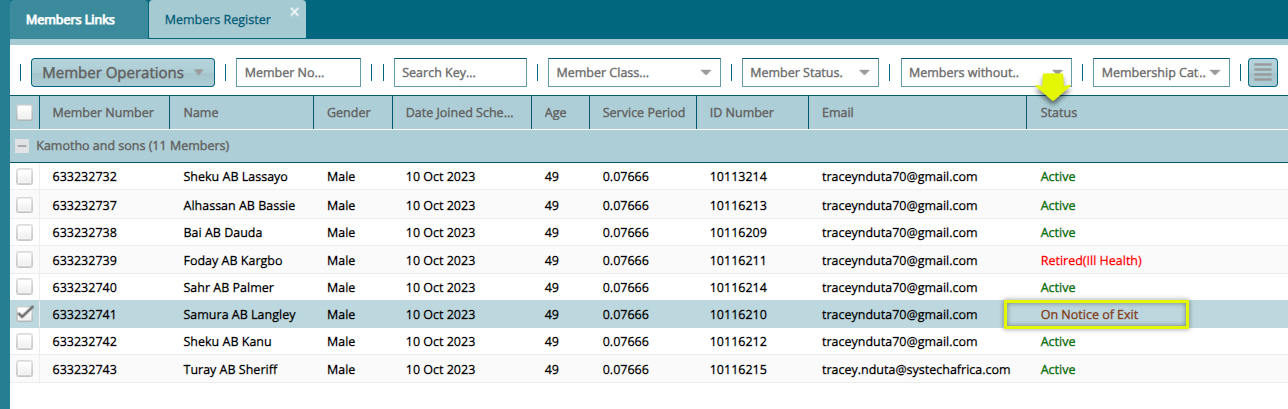 Members Links Members Register
Member Operations Member No... Search Key... Member Class... Member Status. Members without.. Membership Cat..
Member Number Name Gender Date Joined Sche... Age Service Period ID Number Email Status
Kamotho and sons (11 Members)
633232732 Sheku AB Lassayo Male 10 Oct 2023 49 0.07666 10113214 traceynduta70@gmail.com Active
633232737 Alhassan AB Bassie Male 10 Oct 2023 49 0.07666 10116213 traceynduta70@gmail.com Active
633232738 Bai AB Dauda Male 10 Oct 2023 49 0.07666 10116209 traceynduta70@gmail.com Active
633232739 Foday AB Kargbo Male 10 Oct 2023 49 0.07666 10116211 traceynduta70@gmail.com Retired(Ill Health)
633232740 Sahr AB Palmer Male 10 Oct 2023 49 0.07666 10116214 traceynduta70@gmail.com Active
633232741 Samura AB Langley Male 10 Oct 2023 49 0.07666 10116210 traceynduta70@gmail.com On Notice of Exit
633232742 Sheku AB Kanu Male 10 Oct 2023 49 0.07666 10116212 traceynduta70@gmail.com Active
633232743 Turay AB Sheriff Male 10 Oct 2023 49 0.07666 10116215 tracey.nduta@systechafrica.com Active